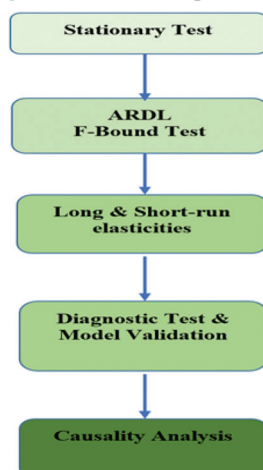 Stationary Test
ARDL
F-Bound Test
Long & Short-run
elasticities
Diagnostic Test &
Model Validation
Causality Analysis